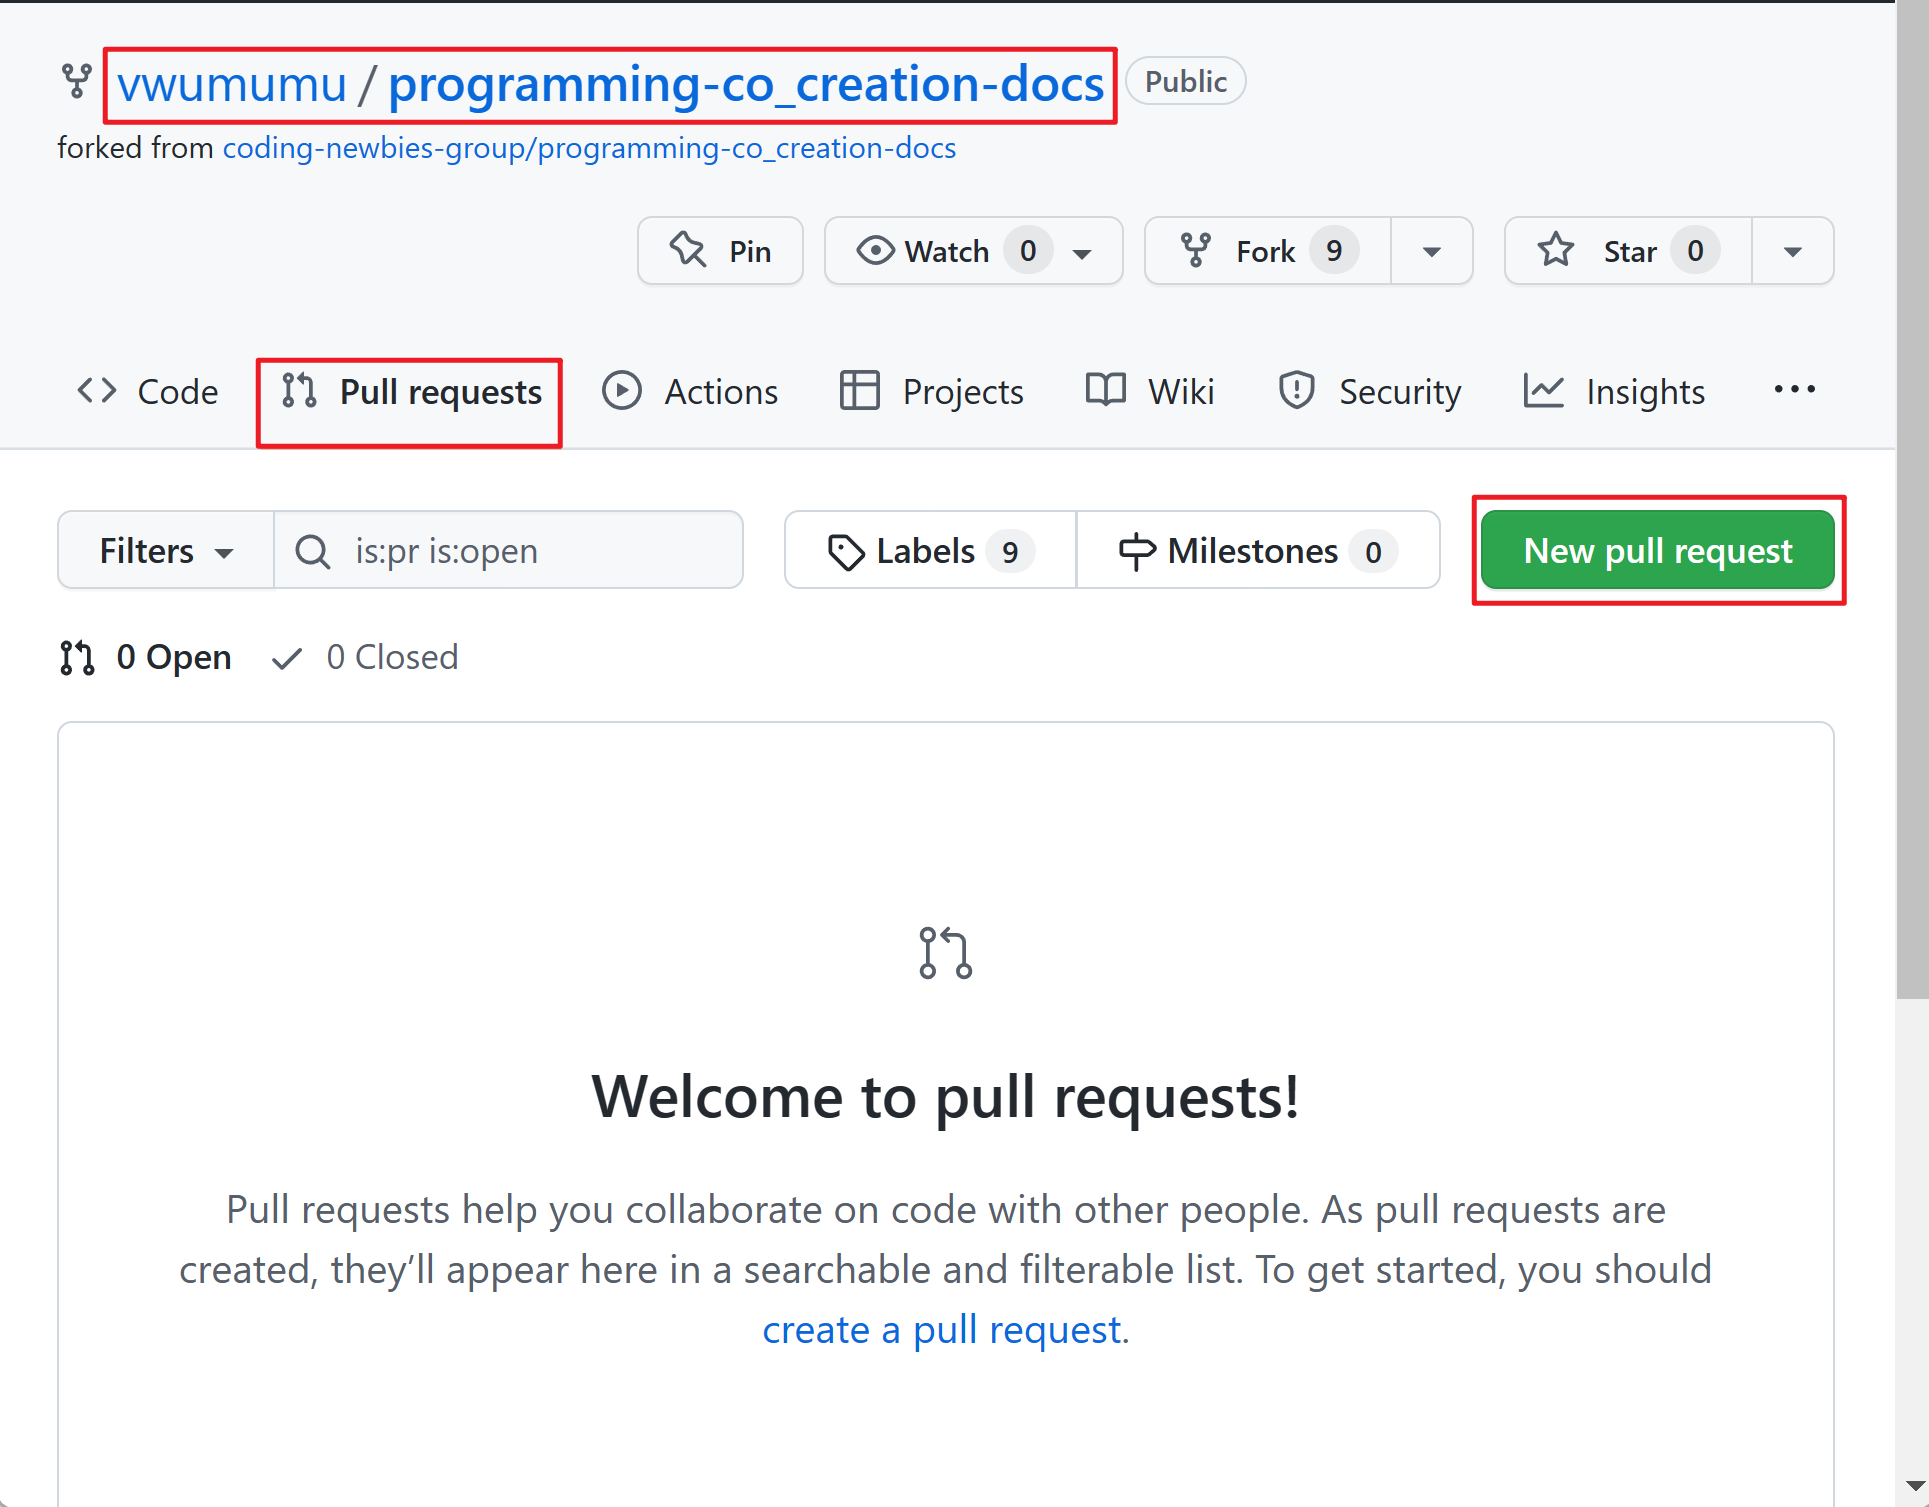 vwumumu / programming-co_creation-docs Public
forked from coding-newbies-group/programming-co_creation-docs
Pin Watch 0 Fork 9 Star 0
Code Pull requests Actions Projects Wiki Security Insights ...
Filters is:pr is:open Labels 9 Milestones 0 New pull request
0 Open 0 Closed
Welcome to pull requests!
Pull requests help you collaborate on code with other people. As pull requests are
created, they’ll appear here in a searchable and filterable list. To get started, you should
create a pull request.